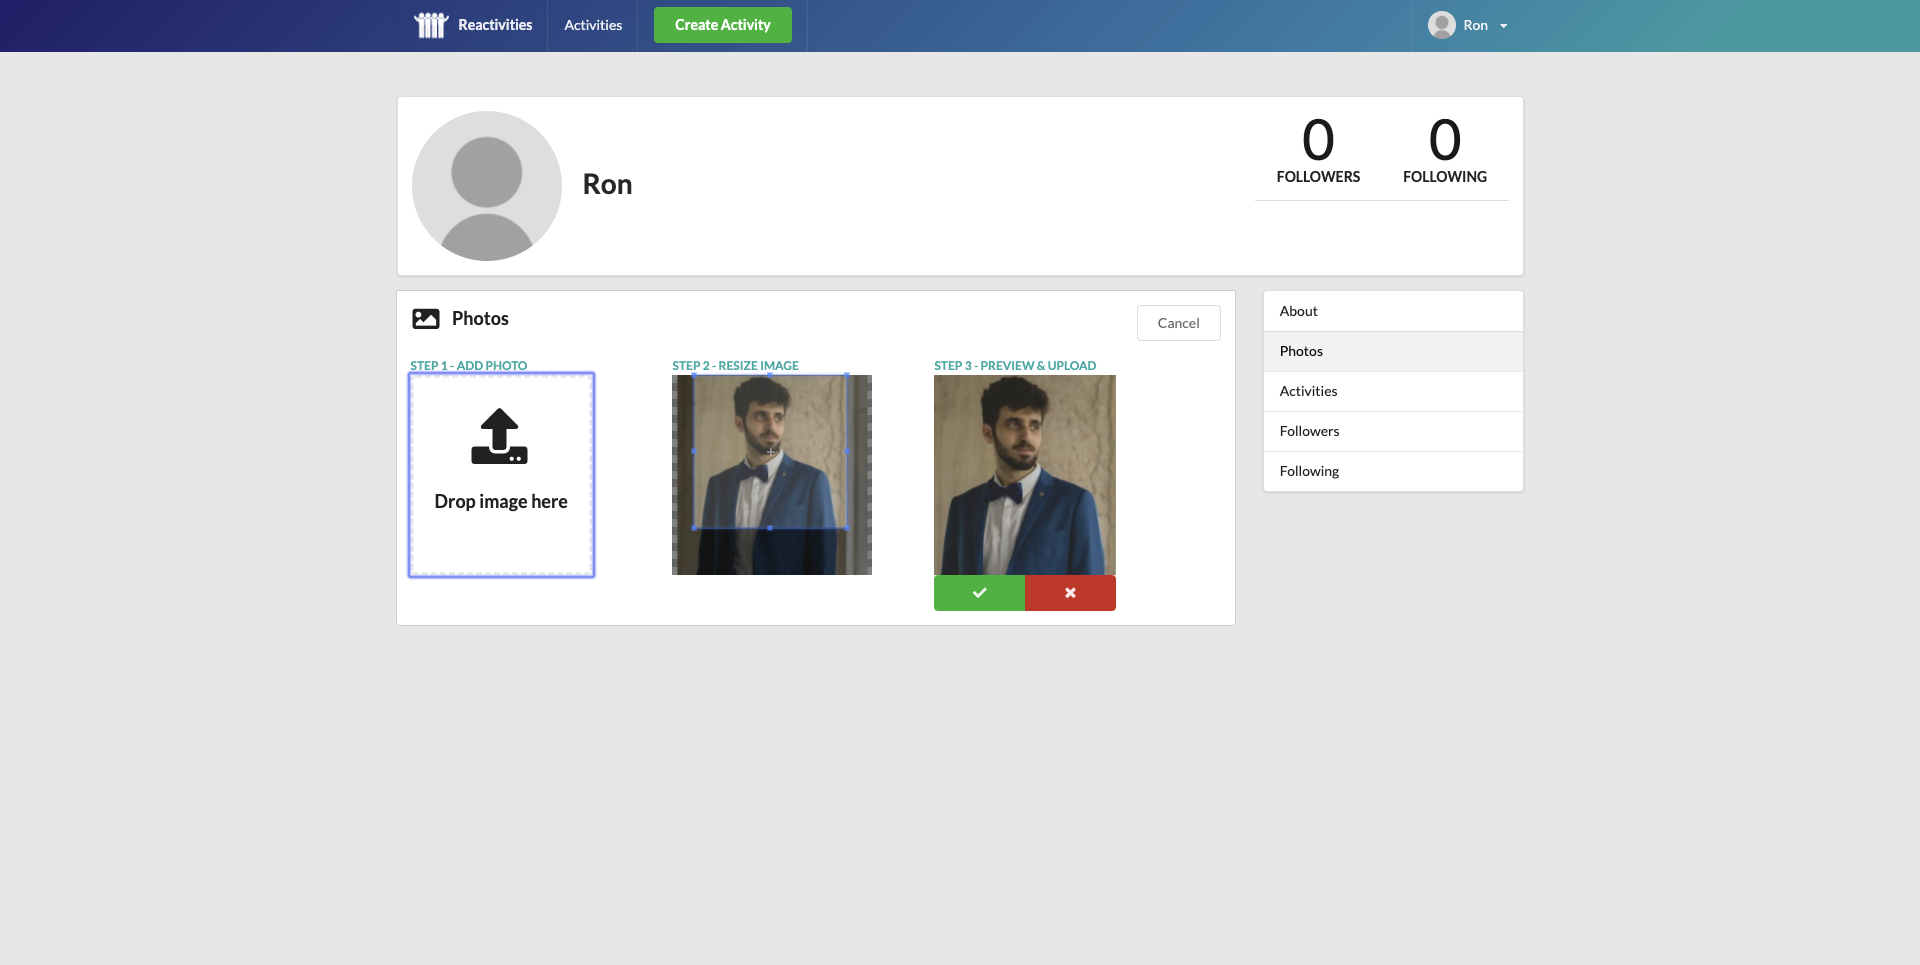 Reactivities
Activities
Create Activity
Ron
Ron
0
FOLLOWERS
0
FOLLOWING
Photos
Cancel
STEP 1 - ADD PHOTO
Drop image here
STEP 2 - RESIZE IMAGE
STEP 3 - PREVIEW & UPLOAD
About
Photos
Activities
Followers
Following